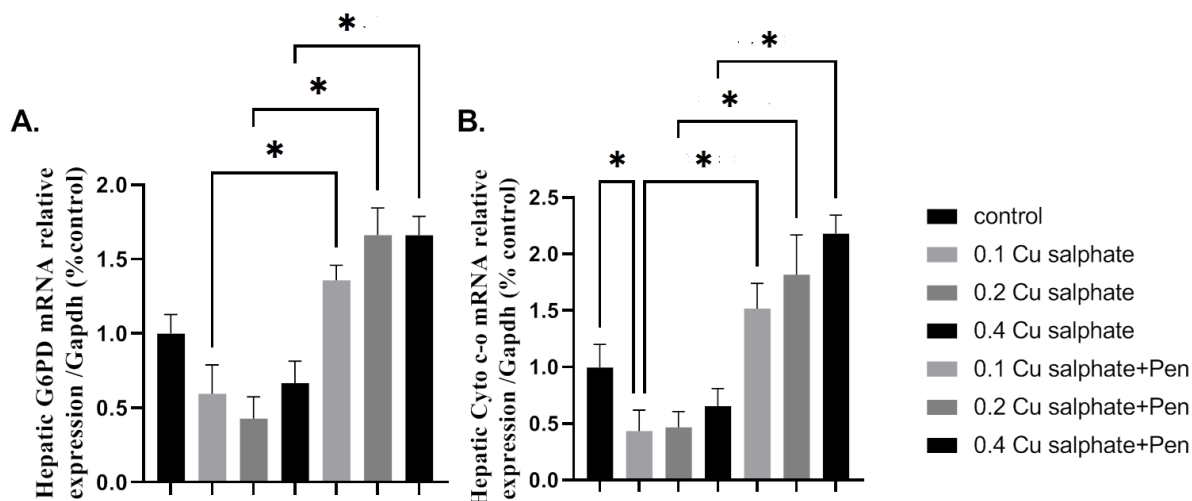 A.
Hepatic G6PD mRNA relative
expression /Gapdh (%control)
2.0
1.5
1.0
0.5
0.0
*
*
*
B.
Hepatic Cyto c-o mRNA relative
expression /Gapdh (% control)
2.5
2.0
1.5
1.0
0.5
0.0
*
*
*
*
control
0.1 Cu salphate
0.2 Cu salphate
0.4 Cu salphate
0.1 Cu salphate+Pen
0.2 Cu salphate+Pen
0.4 Cu salphate+Pen